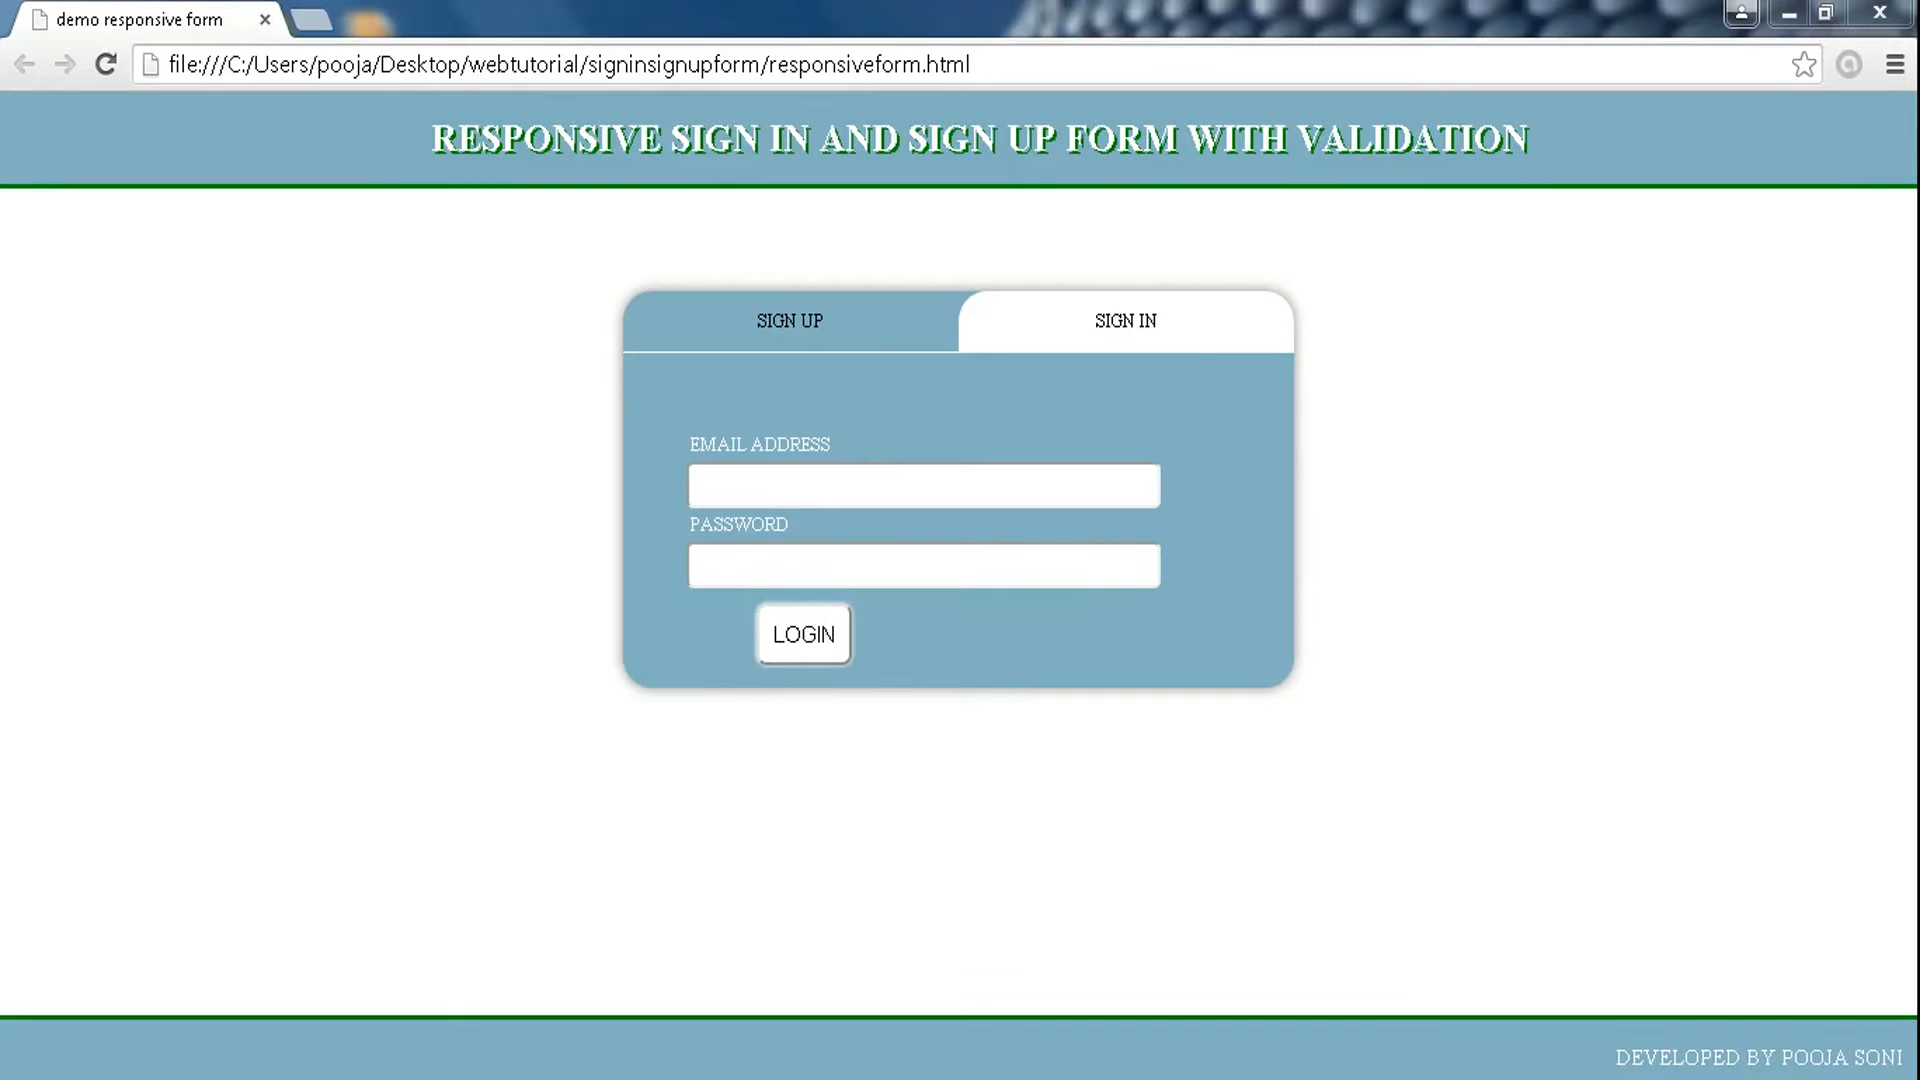 demo responsive form
file:///C:/Users/pooja/Desktop/webtutorial/signinsignupform/responsiveform.html
RESPONSIVE SIGN IN AND SIGN UP FORM WITH VALIDATION
SIGN UP SIGN IN
EMAIL ADDRESS
PASSWORD
LOGIN
DEVELOPED BY POOJA SONI